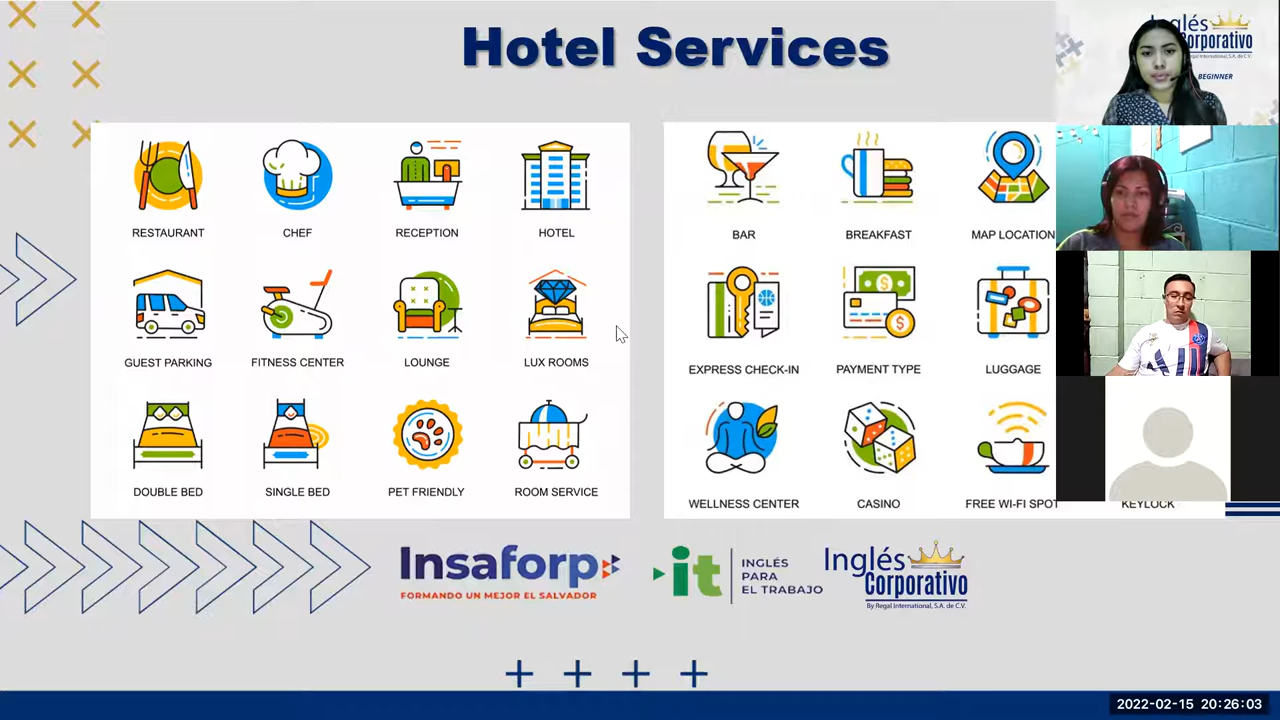 Hotel Services
RESTAURANT CHEF RECEPTION HOTEL
GUEST PARKING FITNESS CENTER LOUNGE LUX ROOMS
DOUBLE BED SINGLE BED PET FRIENDLY ROOM SERVICE
BAR BREAKFAST MAP LOCATION
EXPRESS CHECK-IN PAYMENT TYPE LUGGAGE
WELLNESS CENTER CASINO FREE WI-FI SPOT KEYLOCK
Inglés
Corporativo
BEGINNER
Insaforp
FORMANDO UN MEJOR EL SALVADOR
it
INGLÉS
PARA
EL TRABAJO
Inglés
Corporativo
By Regal International, S.A. de C.V.
2022-02-15 20:26:03